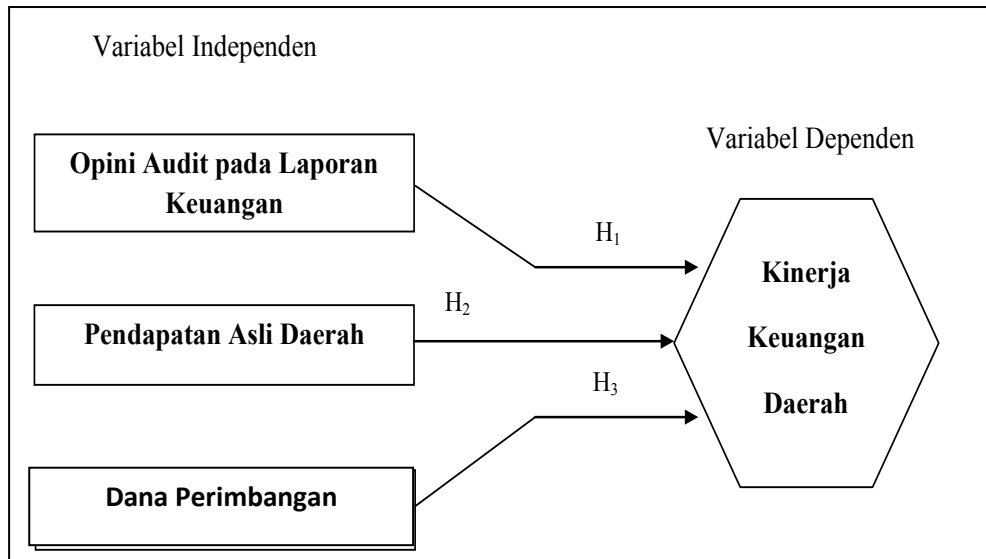 Variabel Independen
Variabel Dependen
Opini Audit pada Laporan
Keuangan
H₁
Kinerja
Keuangan
Daerah
H₂
Pendapatan Asli Daerah
H₃
Dana Perimbangan